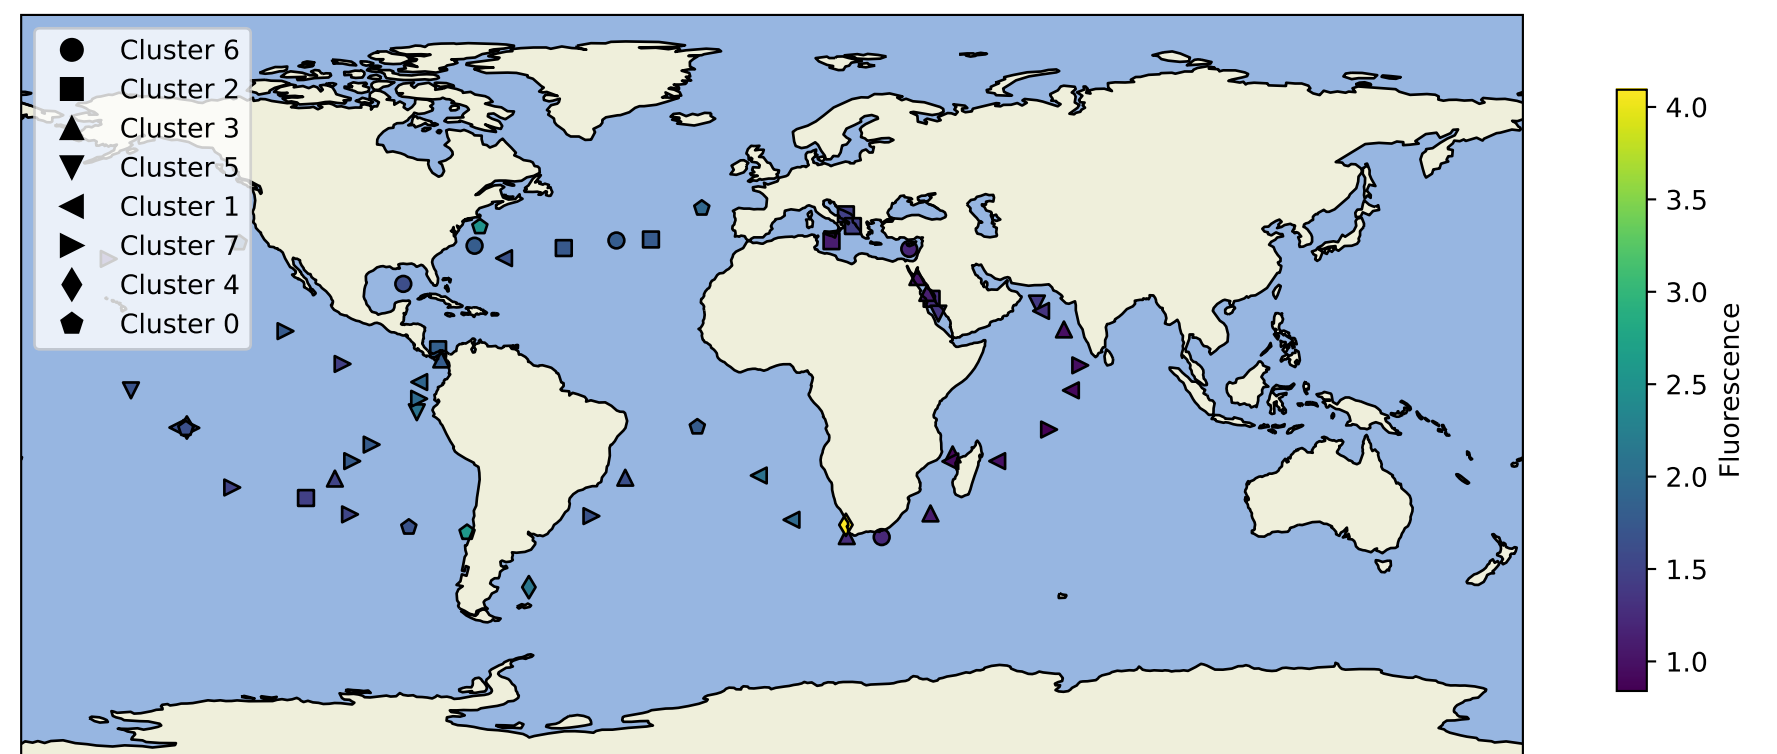 Cluster 6
Cluster 2
Cluster 3
Cluster 5
Cluster 1
Cluster 7
Cluster 4
Cluster 0
4.0
3.5
3.0
2.5
2.0
1.5
1.0
Fluorescence